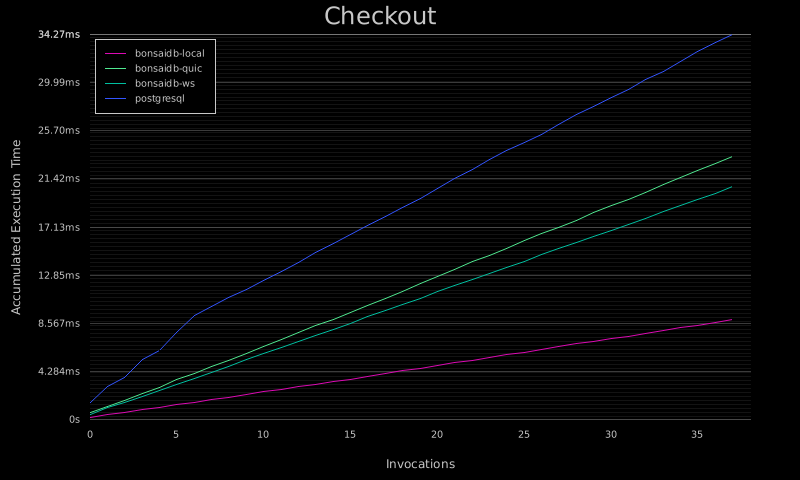 Checkout
34.27ms
29.99ms
25.70ms
21.42ms
17.13ms
12.85ms
8.567ms
4.284ms
0s
bonsaidb-local
bonsaidb-quic
bonsaidb-ws
postgresql
Accumulated Execution Time
0 5 10 15 20 25 30 35
Invocations